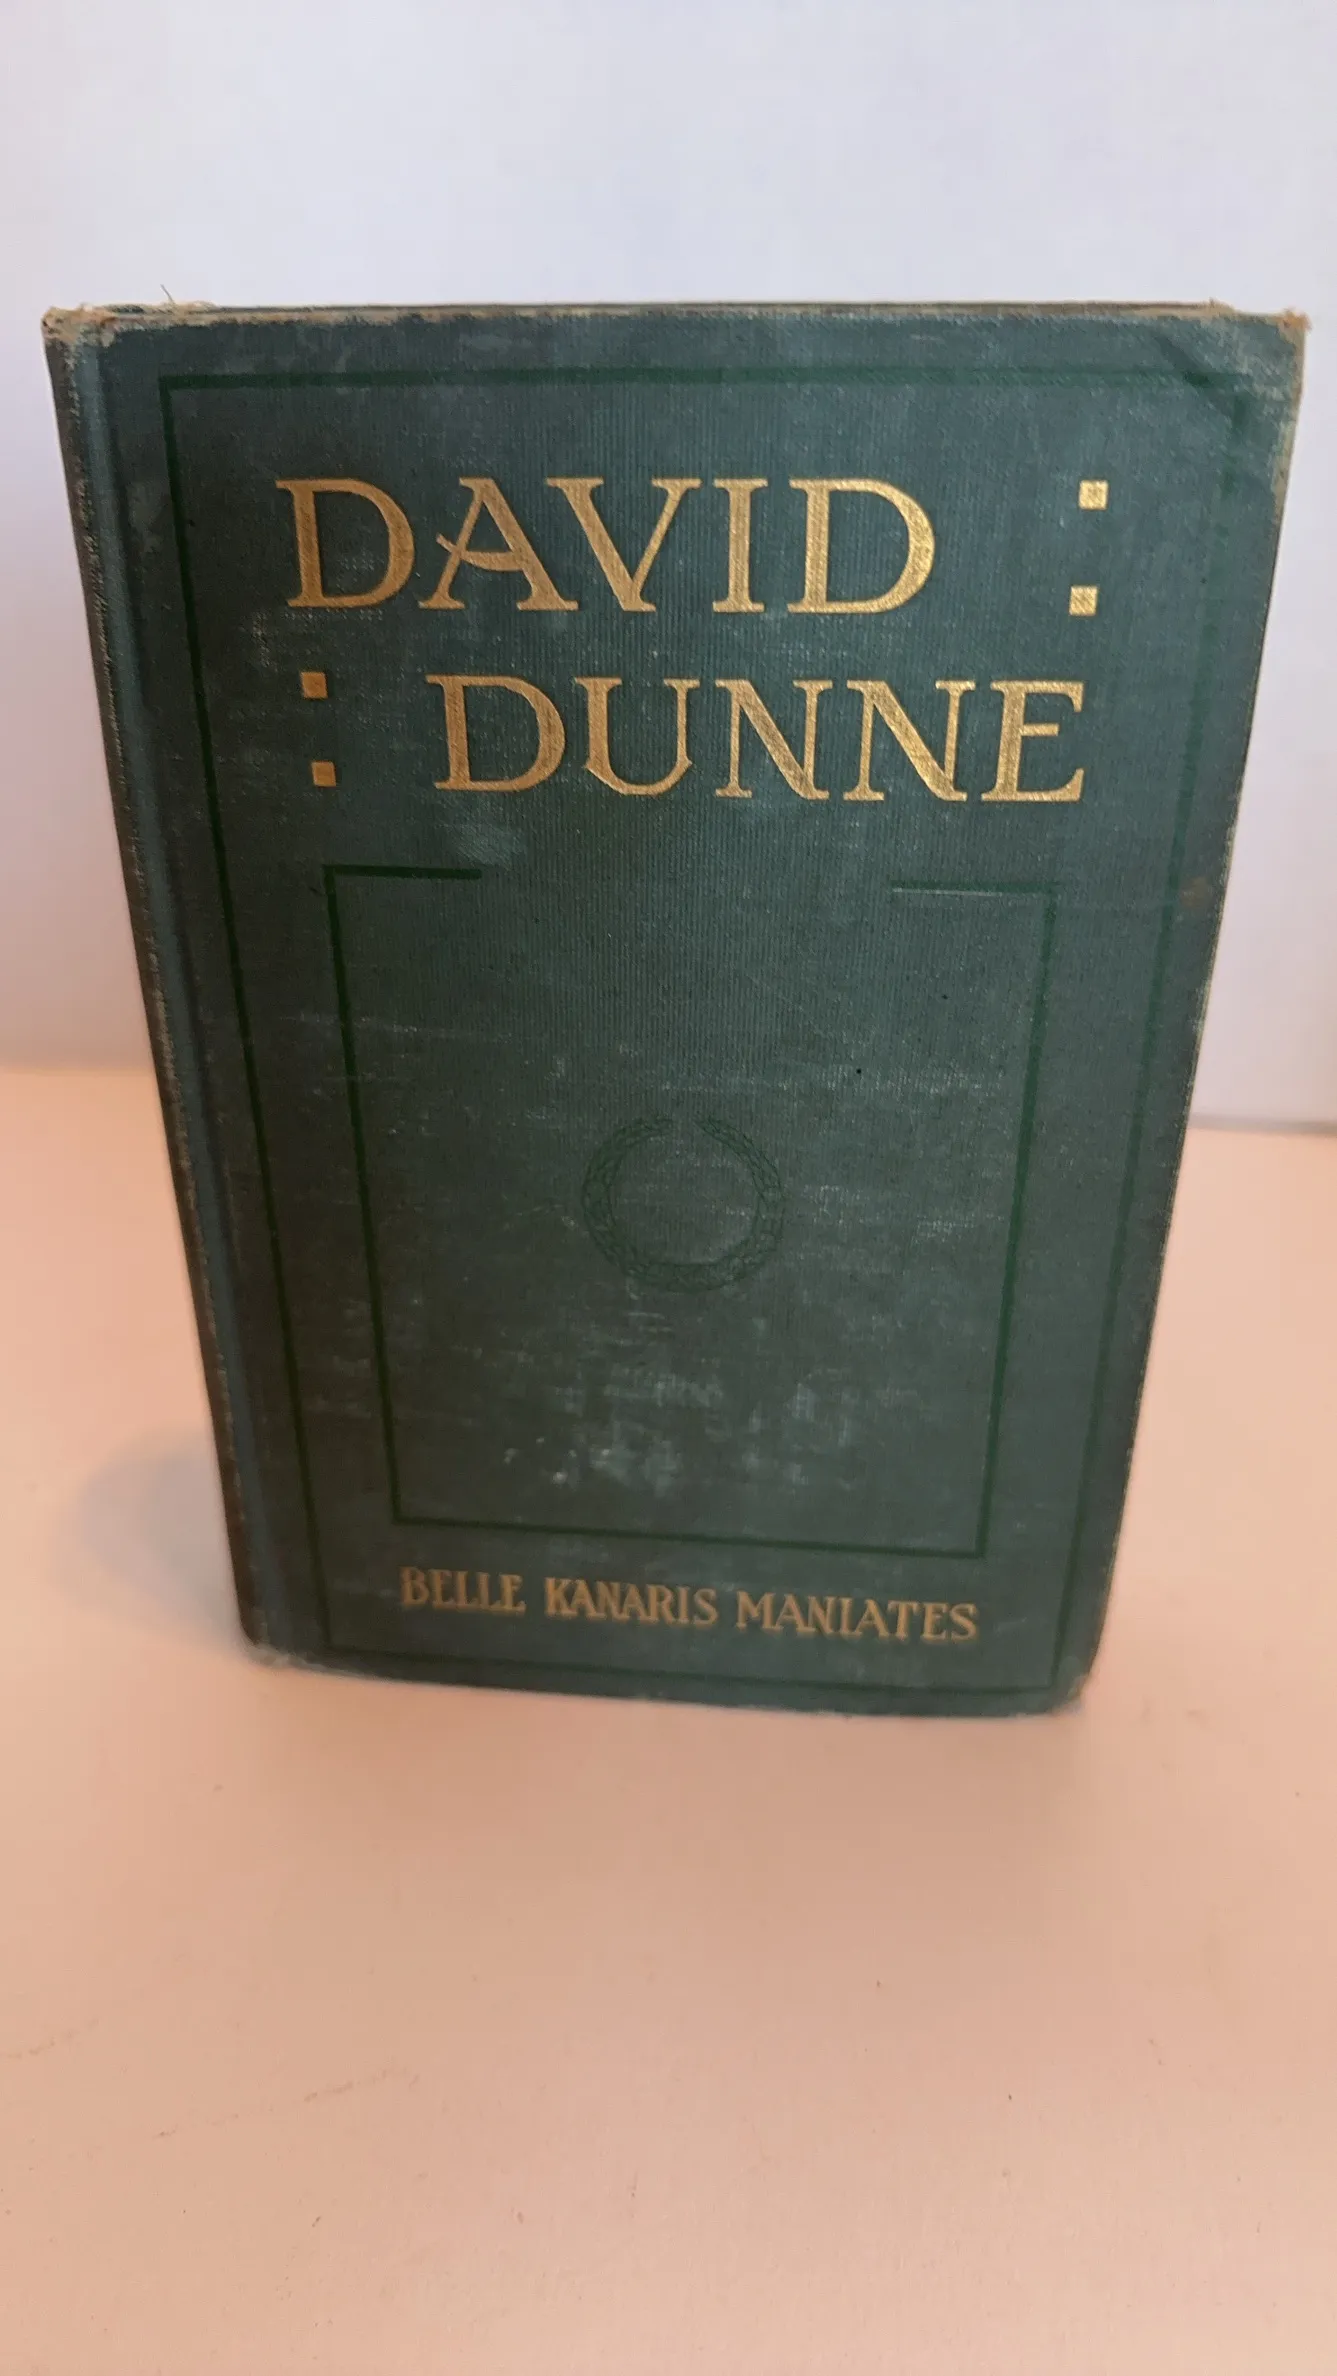 DAVID :
: DUNNE
BELLE KANARIS MANIATES